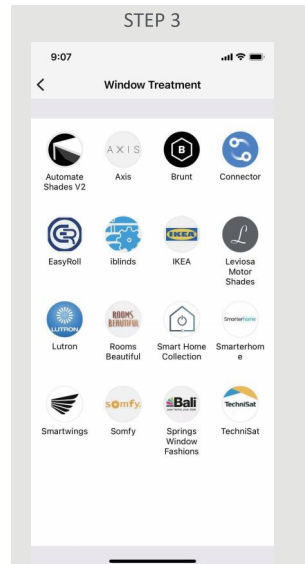 STEP 3
9:07
Window Treatment
AXIS
B
Automate
Shades V2
Axis
Brunt
Connector
IKEA
L
EasyRoll
iblinds
IKEA
Leviosa
Motor
Shades
LUTRON
ROOMS
BEAUTIFUL
Smarterhome
Lutron
Rooms
Beautiful
Smart Home
Collection
Smarterhom
e
somfy.
Bali
TechniSat
Smartwings
Somfy
Springs
Window
Fashions
TechniSat